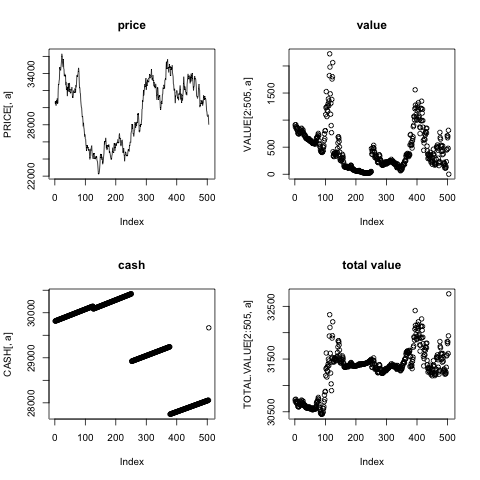 price
PRICE[, a]
22000 28000 34000
0 100 200 300 400 500
Index
value
VALUE[2:505, a]
0 500 1500
0 100 200 300 400 500
Index
cash
CASH[, a]
28000 29000 30000
0 100 200 300 400 500
Index
total value
TOTAL.VALUE[2:505, a]
30500 31500 32500
0 100 200 300 400 500
Index